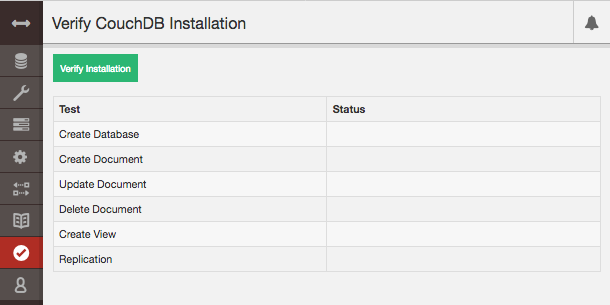 Verify CouchDB Installation
Verify Installation
Test Status
Create Database
Create Document
Update Document
Delete Document
Create View
Replication